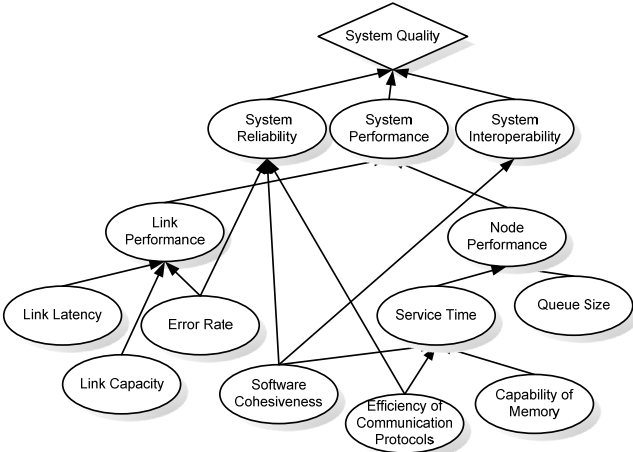 System Quality
System
Reliability
System
Performance
System
Interoperability
Link
Performance
Node
Performance
Link Latency
Error Rate
Service Time
Queue Size
Link Capacity
Software
Cohesiveness
Efficiency of
Communication
Protocols
Capability of
Memory